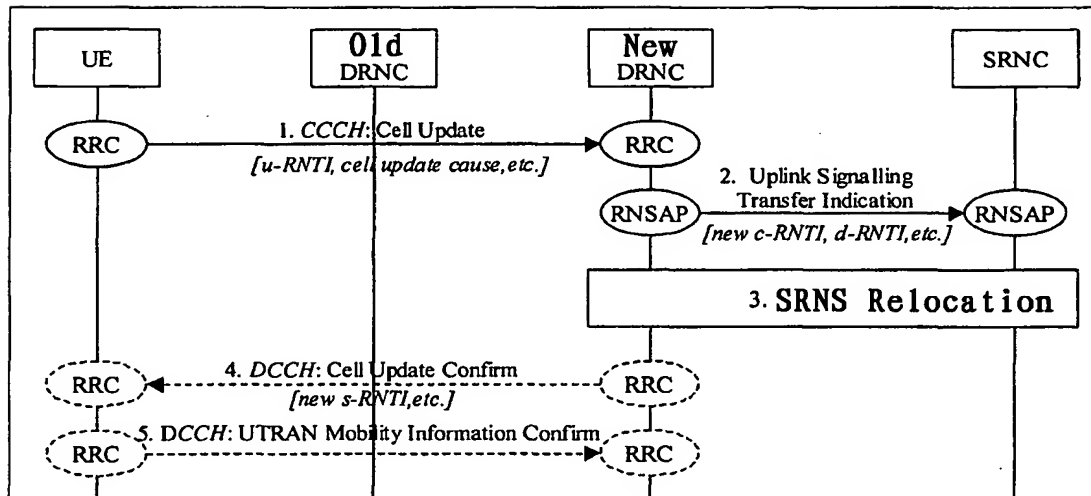 UE
Old
DRNC
New
DRNC
SRNC
RRC
1. CCCH: Cell Update
RRC
[u-RNTI, cell update cause,etc.]
2. Uplink Signalling
Transfer Indication
RNSAP
RNSAP
[new c-RNTI, d-RNTI,etc.]
3. SRNS Relocation
RRC
4. DCCH: Cell Update Confirm
RRC
[new s-RNTI,etc.]
RRC
5. DCCH: UTRAN Mobility Information Confirm
RRC